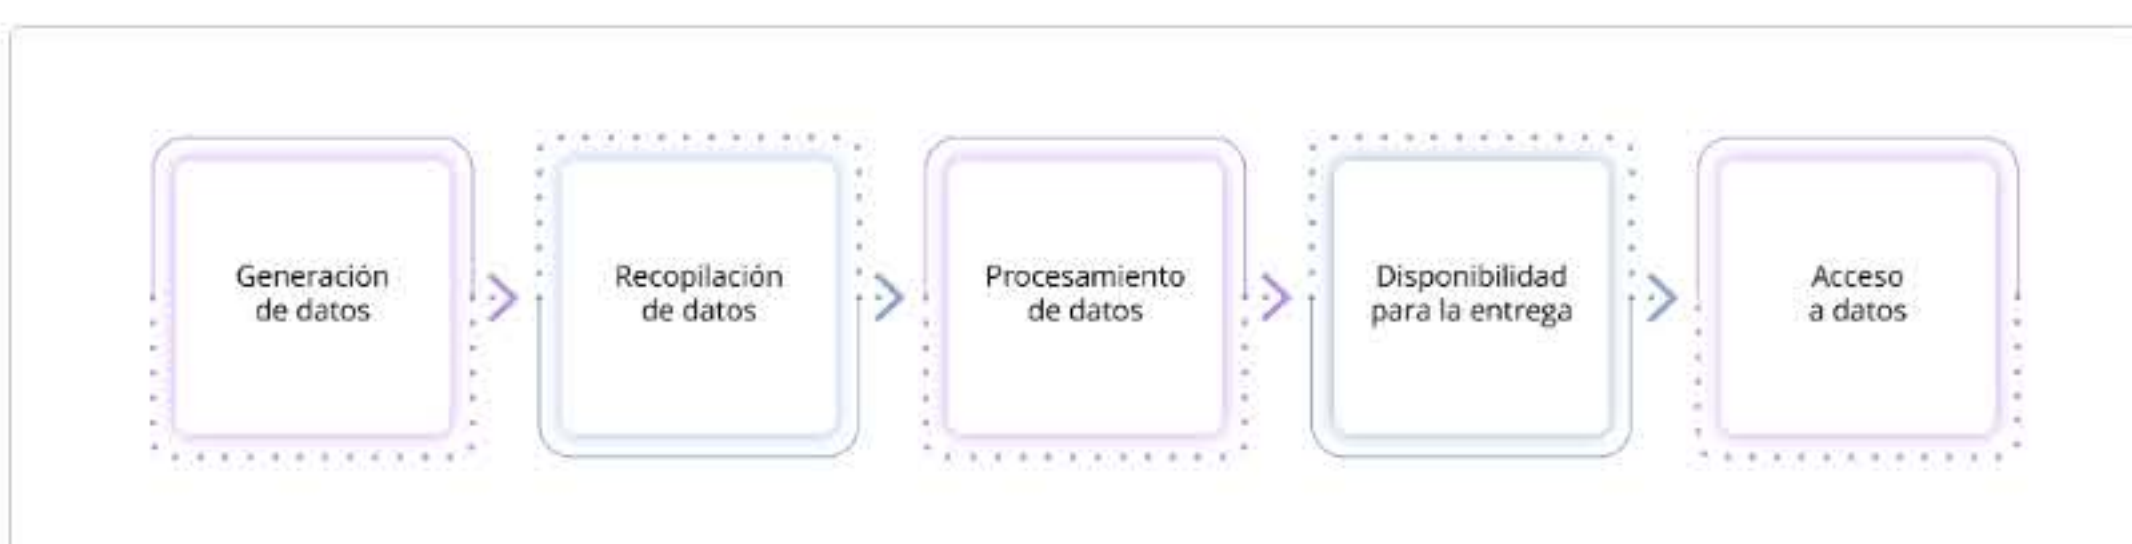 Generación
de datos
Recopilación
de datos
Procesamiento
de datos
Disponibilidad
para la entrega
Acceso
a datos